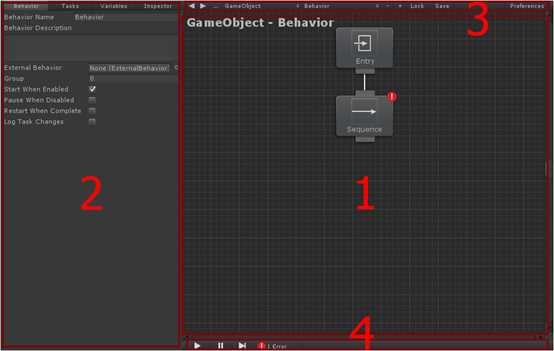 Behavior Tasks Variables Inspector
Behavior Name Behavior
Behavior Description
External Behavior None (ExternalBehavior
Group 0
Start When Enabled
Pause When Disabled
Restart When Complete
Log Task Changes
2
... GameObject Behavior - + Lock Save Preferences
3
GameObject - Behavior
Entry
Sequence
1
4
1 Error